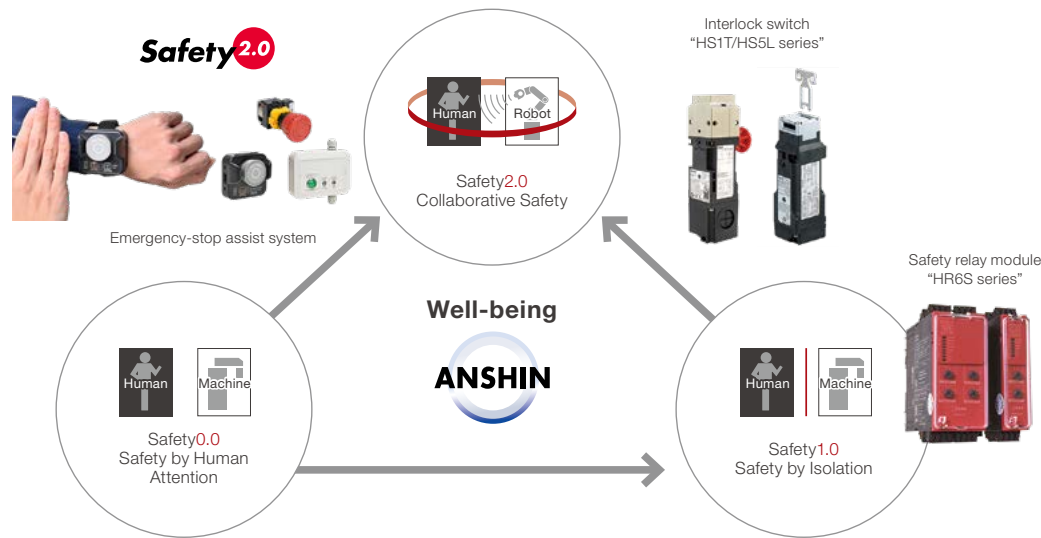 Safety2.0
Interlock switch
“HS1T/HS5L series”
Human
Robot
Safety2.0
Collaborative Safety
Emergency-stop assist system
Safety relay module
“HR6S series”
Well-being
ANSHIN
Human
Machine
Safety0.0
Safety by Human
Attention
Human
Machine
Safety1.0
Safety by Isolation